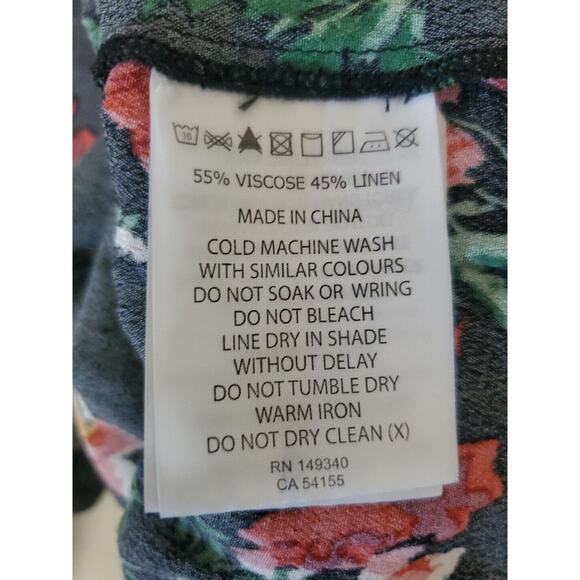 30
55% VISCOSE 45% LINEN
MADE IN CHINA
COLD MACHINE WASH
WITH SIMILAR COLOURS
DO NOT SOAK OR WRING
DO NOT BLEACH
LINE DRY IN SHADE
WITHOUT DELAY
DO NOT TUMBLE DRY
WARM IRON
DO NOT DRY CLEAN (X)
RN 149340
CA 54155